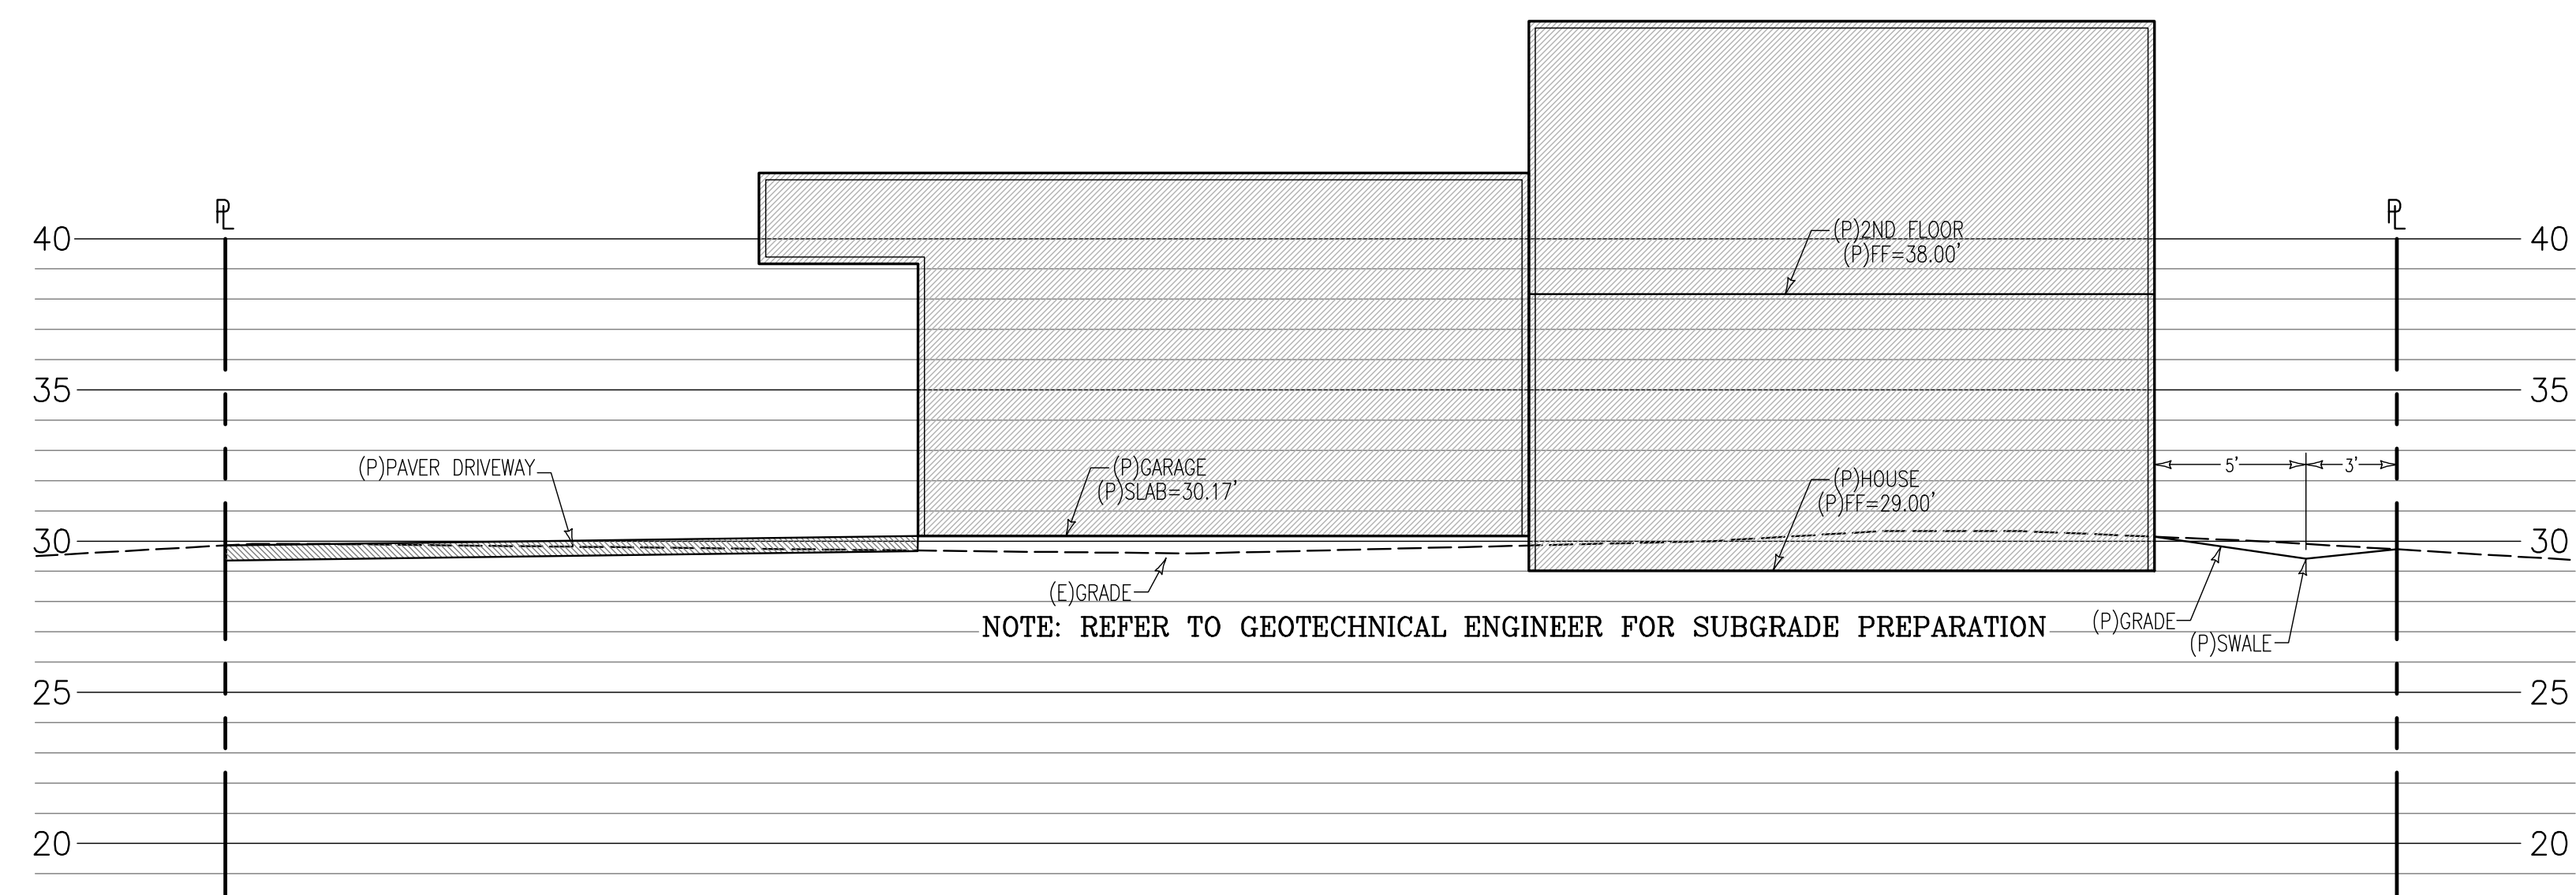 PL
PL
40
40
(P)2ND FLOOR
(P)FF=38.00'
35
35
(P)PAVER DRIVEWAY
(P)GARAGE
(P)SLAB=30.17'
(P)HOUSE
(P)FF=29.00'
5'
3'
30
30
(E)GRADE
NOTE: REFER TO GEOTECHNICAL ENGINEER FOR SUBGRADE PREPARATION
(P)GRADE
(P)SWALE
25
25
20
20